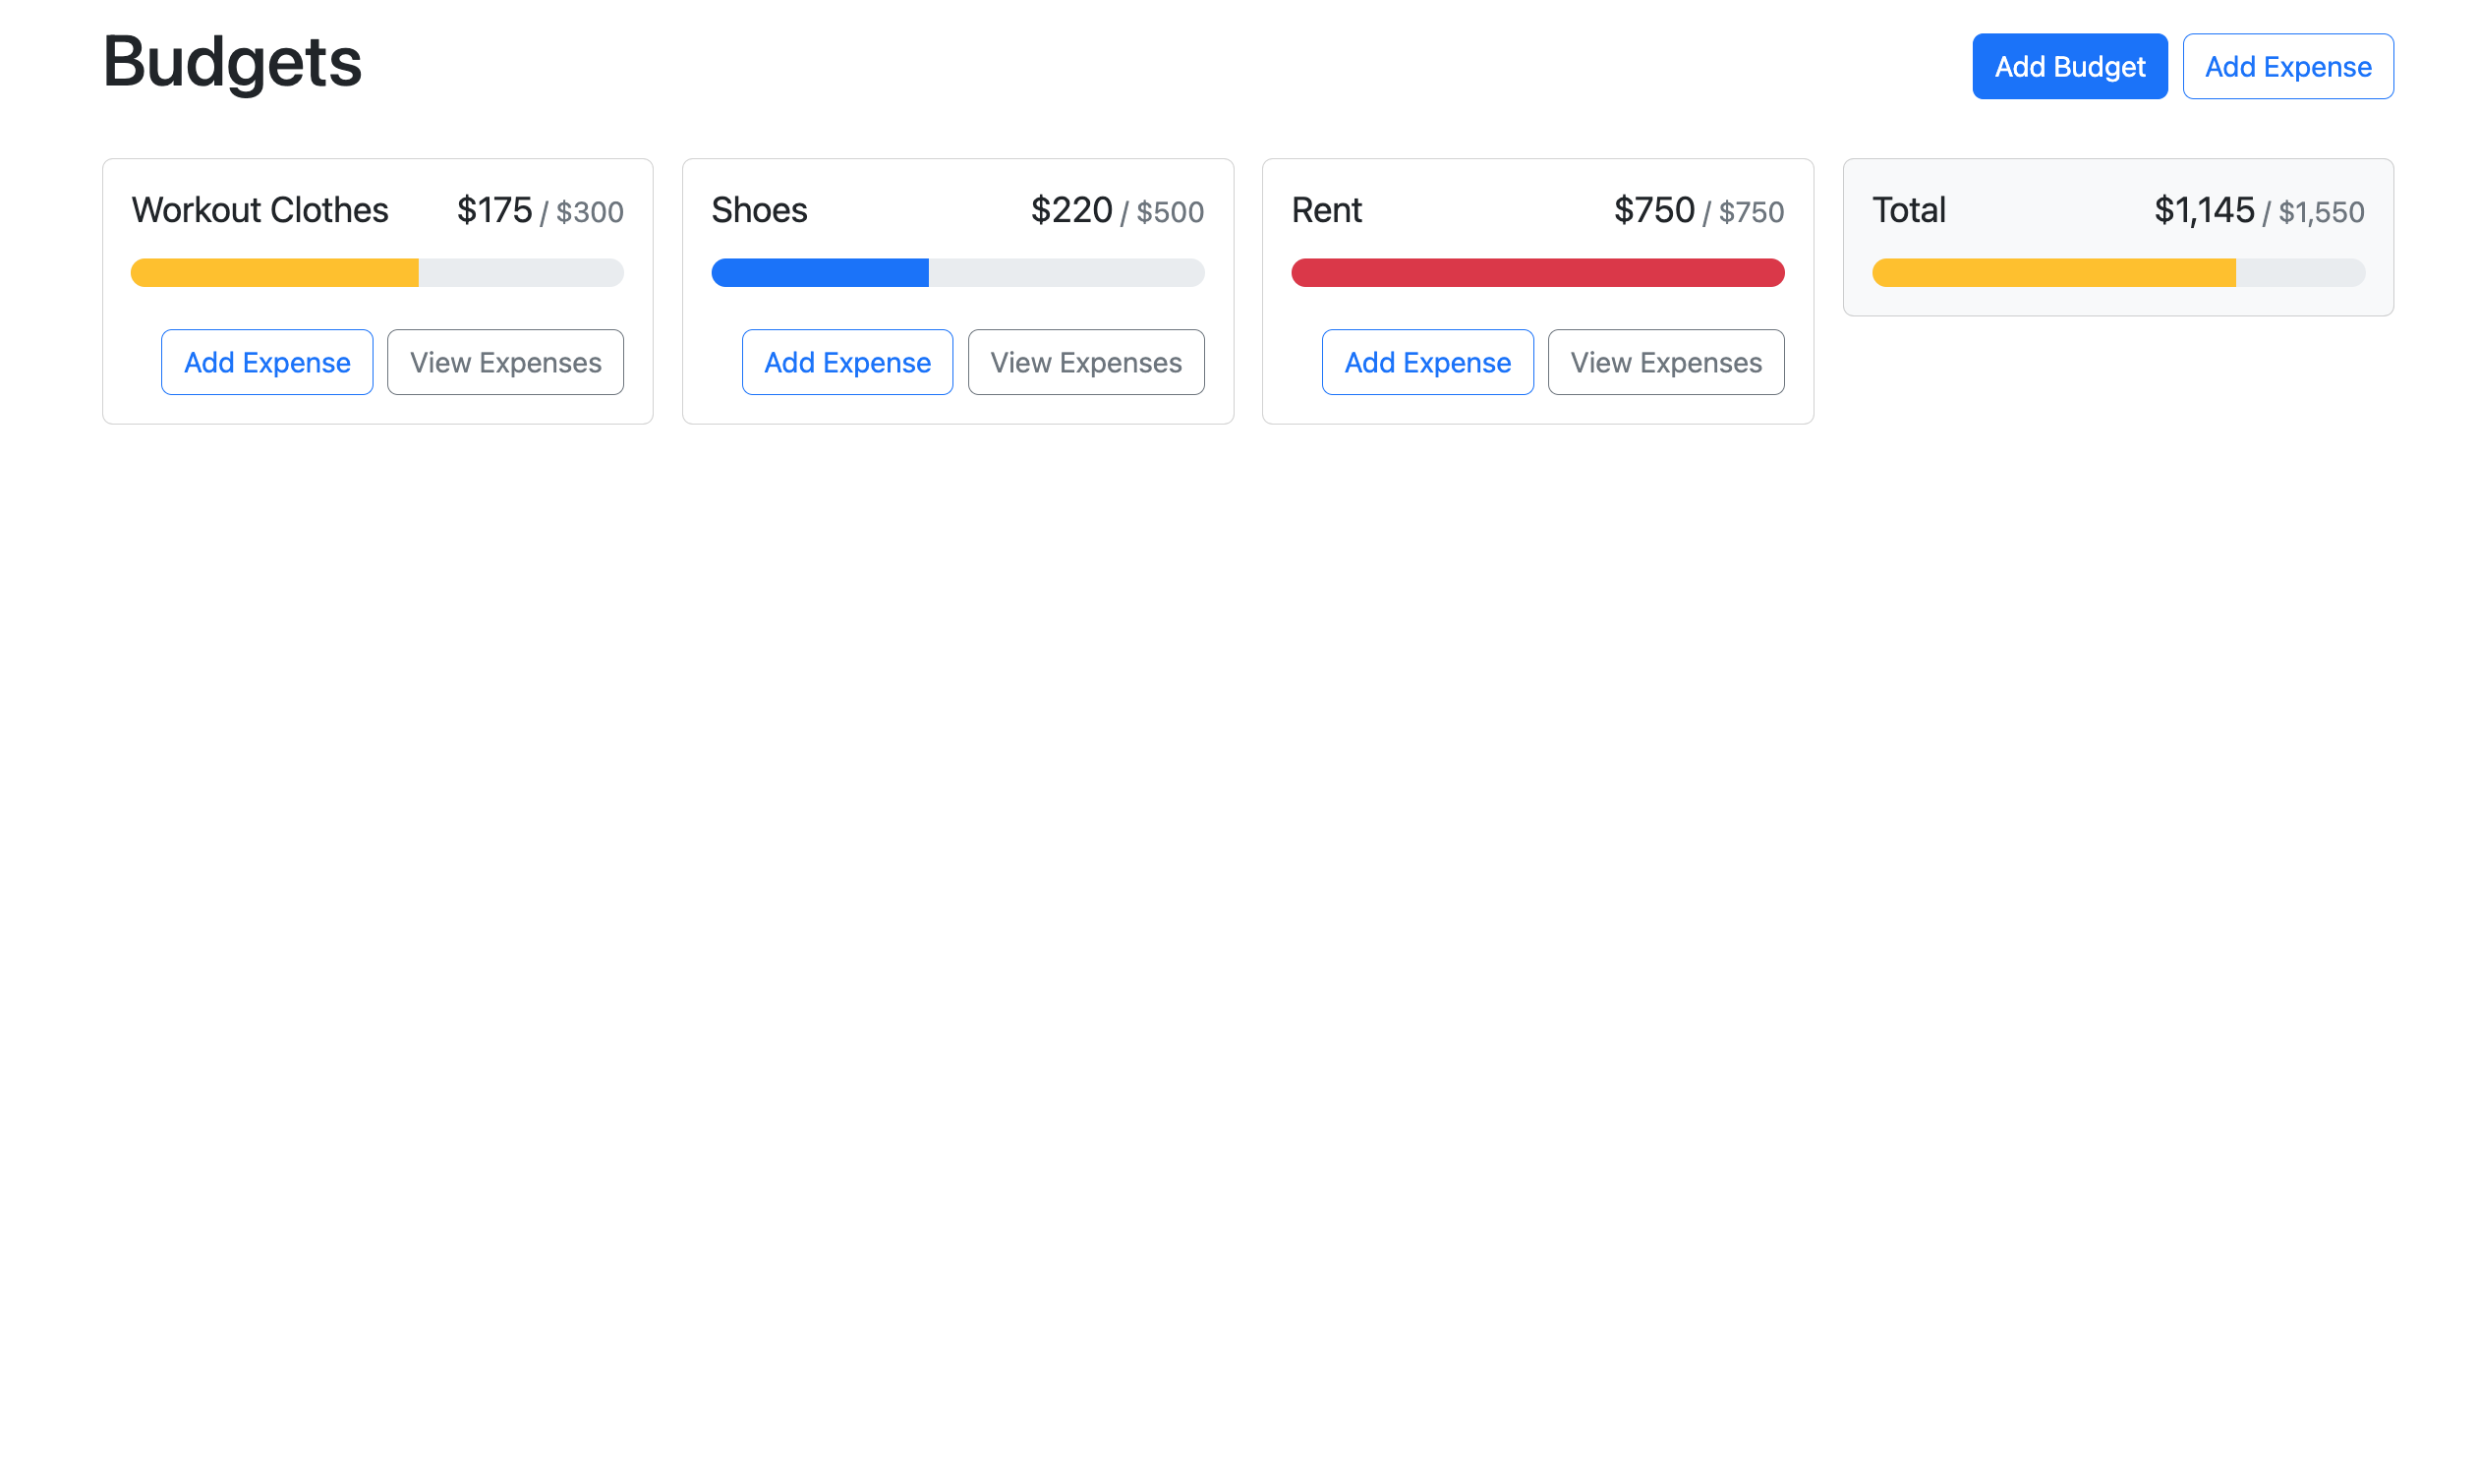 Budgets
Add Budget
Add Expense
Workout Clothes $175 / $300
Add Expense View Expenses
Shoes $220 / $500
Add Expense View Expenses
Rent $750 / $750
Add Expense View Expenses
Total $1,145 / $1,550